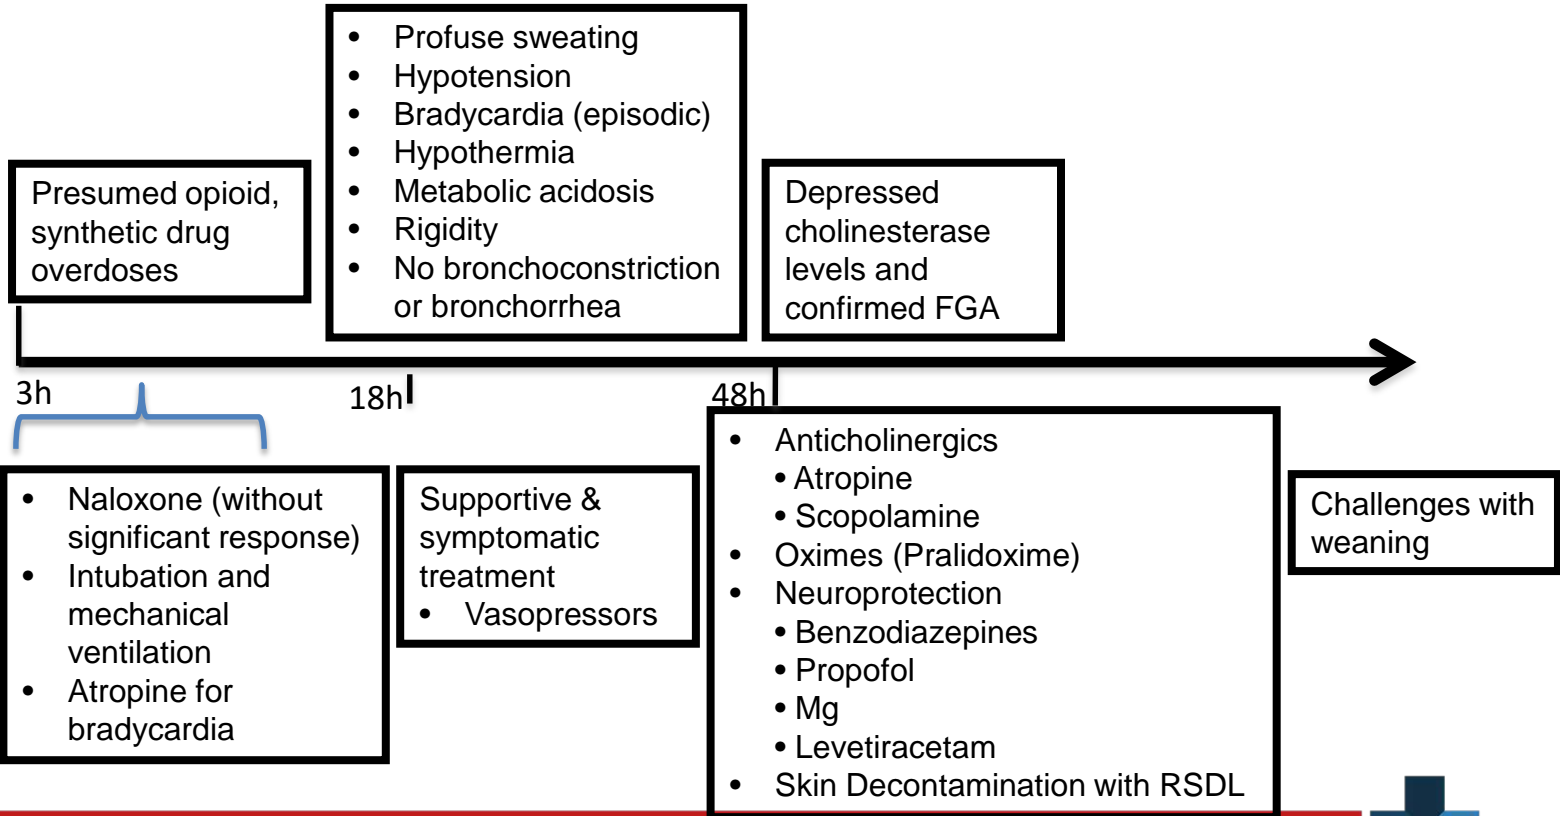 Presumed opioid,
synthetic drug
overdoses
• Profuse sweating
• Hypotension
• Bradycardia (episodic)
• Hypothermia
• Metabolic acidosis
• Rigidity
• No bronchoconstriction
or bronchorrhea
Depressed
cholinesterase
levels and
confirmed FGA
3h
18h
48h
• Naloxone (without
significant response)
• Intubation and
mechanical
ventilation
• Atropine for
bradycardia
Supportive &
symptomatic
treatment
• Vasopressors
• Anticholinergics
• Atropine
• Scopolamine
• Oximes (Pralidoxime)
• Neuroprotection
• Benzodiazepines
• Propofol
• Mg
• Levetiracetam
• Skin Decontamination with RSDL
Challenges with
weaning